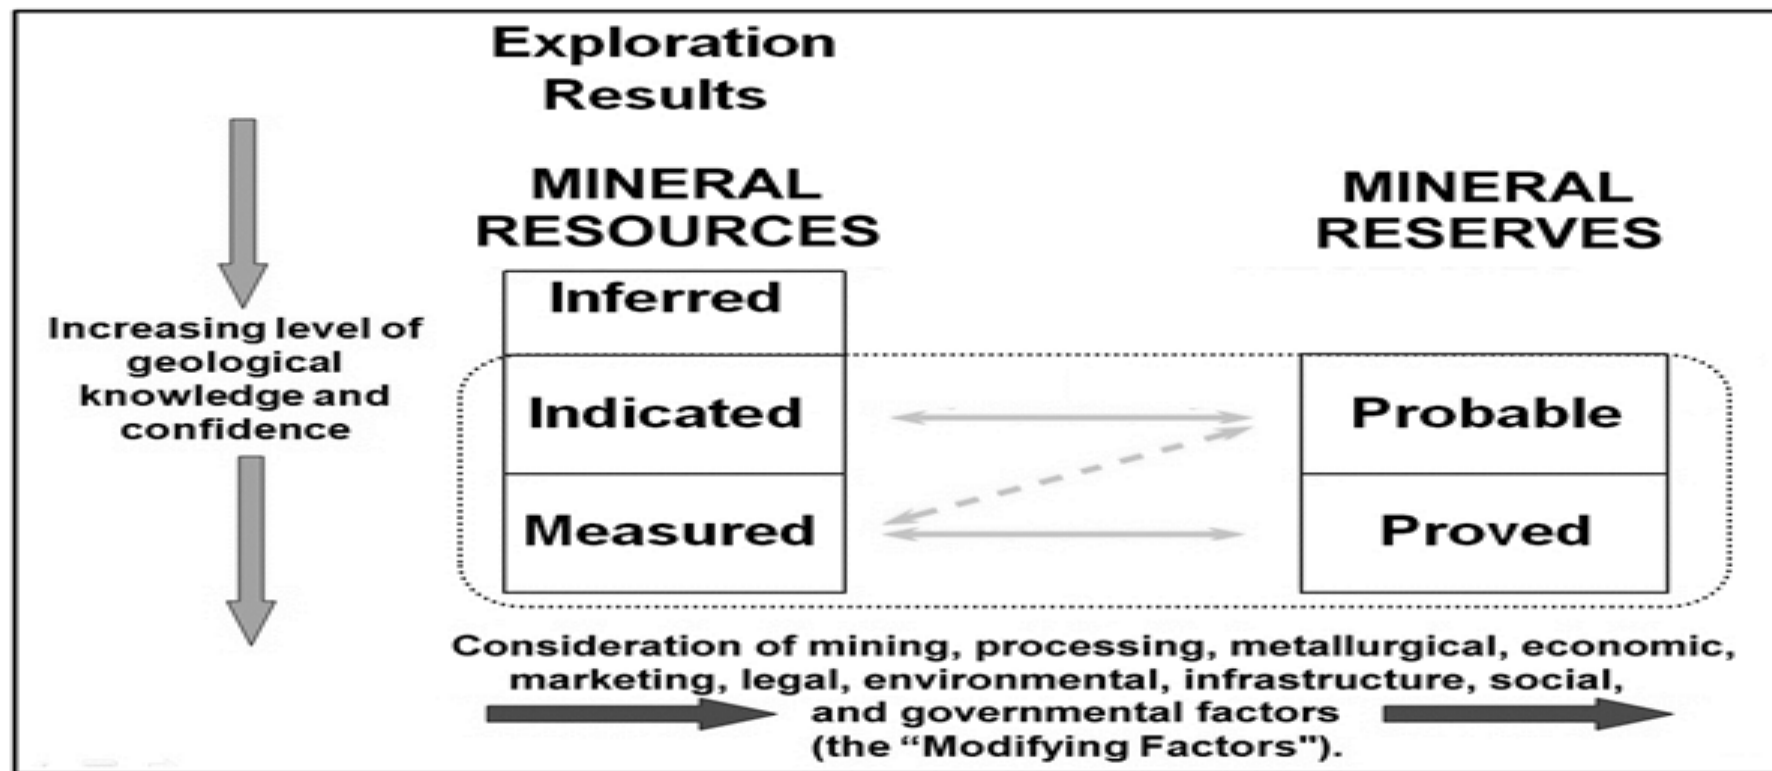 Exploration
Results
MINERAL
RESOURCES
MINERAL
RESERVES
Inferred
Increasing level of
geological
knowledge and
confidence
Indicated
Probable
Measured
Proved
Consideration of mining, processing, metallurgical, economic,
marketing, legal, environmental, infrastructure, social,
and governmental factors
(the “Modifying Factors").